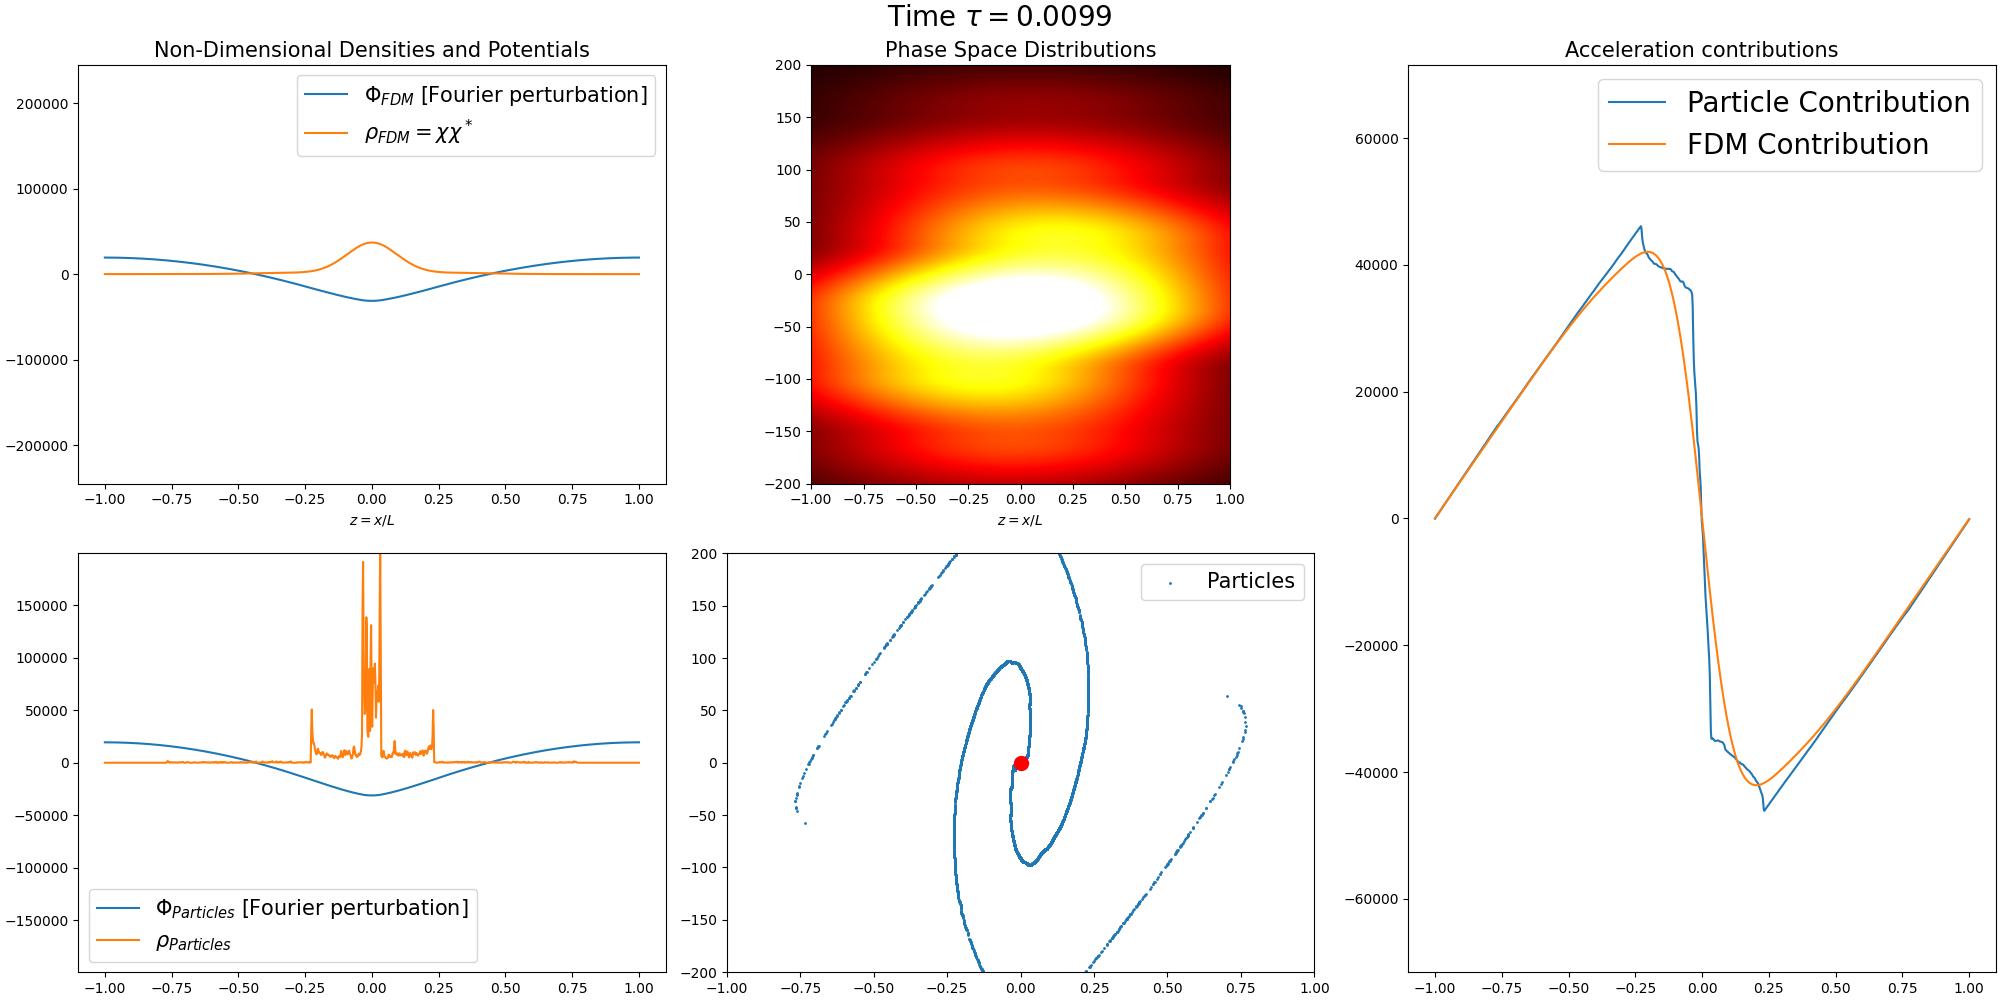 Time τ = 0.0099
Non-Dimensional Densities and Potentials
200000
100000
0
−100000
−200000
Φ_FDM [Fourier perturbation]
ρ_FDM = χχ*
−1.00 −0.75 −0.50 −0.25 0.00 0.25 0.50 0.75 1.00
z = x/L
Phase Space Distributions
200
150
100
50
0
−50
−100
−150
−200
−1.00 −0.75 −0.50 −0.25 0.00 0.25 0.50 0.75 1.00
z = x/L
Acceleration contributions
Particle Contribution
FDM Contribution
60000
40000
20000
0
−20000
−40000
−60000
−1.00 −0.75 −0.50 −0.25 0.00 0.25 0.50 0.75 1.00
150000
100000
50000
0
−50000
−100000
−150000
Φ_Particles [Fourier perturbation]
ρ_Particles
−1.00 −0.75 −0.50 −0.25 0.00 0.25 0.50 0.75 1.00
200
150
100
50
0
−50
−100
−150
−200
Particles
−1.00 −0.75 −0.50 −0.25 0.00 0.25 0.50 0.75 1.00